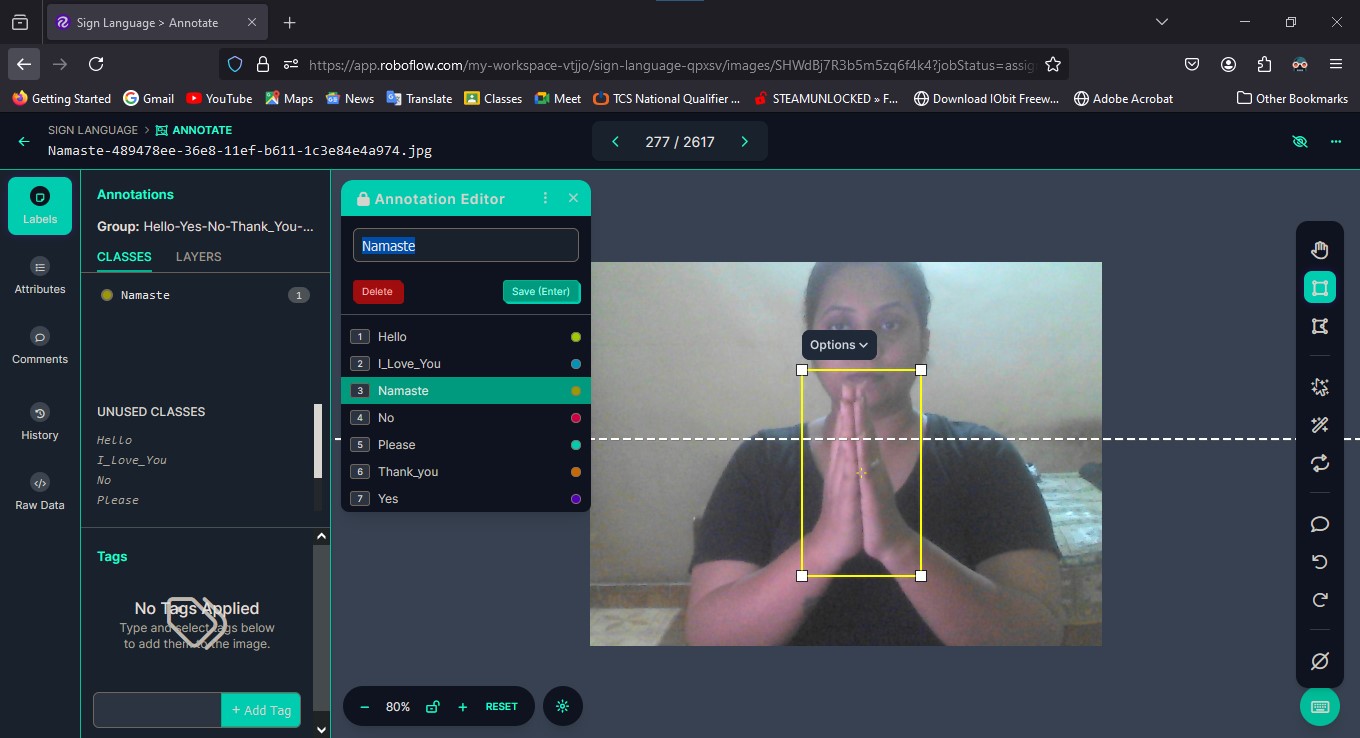 Sign Language > Annotate
https://app.roboflow.com/my-workspace-vtjjo/sign-language-qpxsv/images/SHWdBj7R3b5m5zq6f4k4?jobStatus=assig
Getting Started Gmail YouTube Maps News Translate Classes Meet TCS National Qualifier ... STEAMUNLOCKED » F... Download IObit Freew... Adobe Acrobat Other Bookmarks
SIGN LANGUAGE > ANNOTATE
Namaste-489478ee-36e8-11ef-b611-1c3e84e4a974.jpg
277 / 2617
Labels
Attributes
Comments
History
Raw Data
Annotations
Group: Hello-Yes-No-Thank_You-...
CLASSES LAYERS
Namaste 1
UNUSED CLASSES
Hello
I_Love_You
No
Please
Tags
No Tags Applied
Type and select tags below
to add them to the image.
+ Add Tag
Annotation Editor
Namaste
Delete Save (Enter)
1 Hello
2 I_Love_You
3 Namaste
4 No
5 Please
6 Thank_you
7 Yes
Options
80% RESET